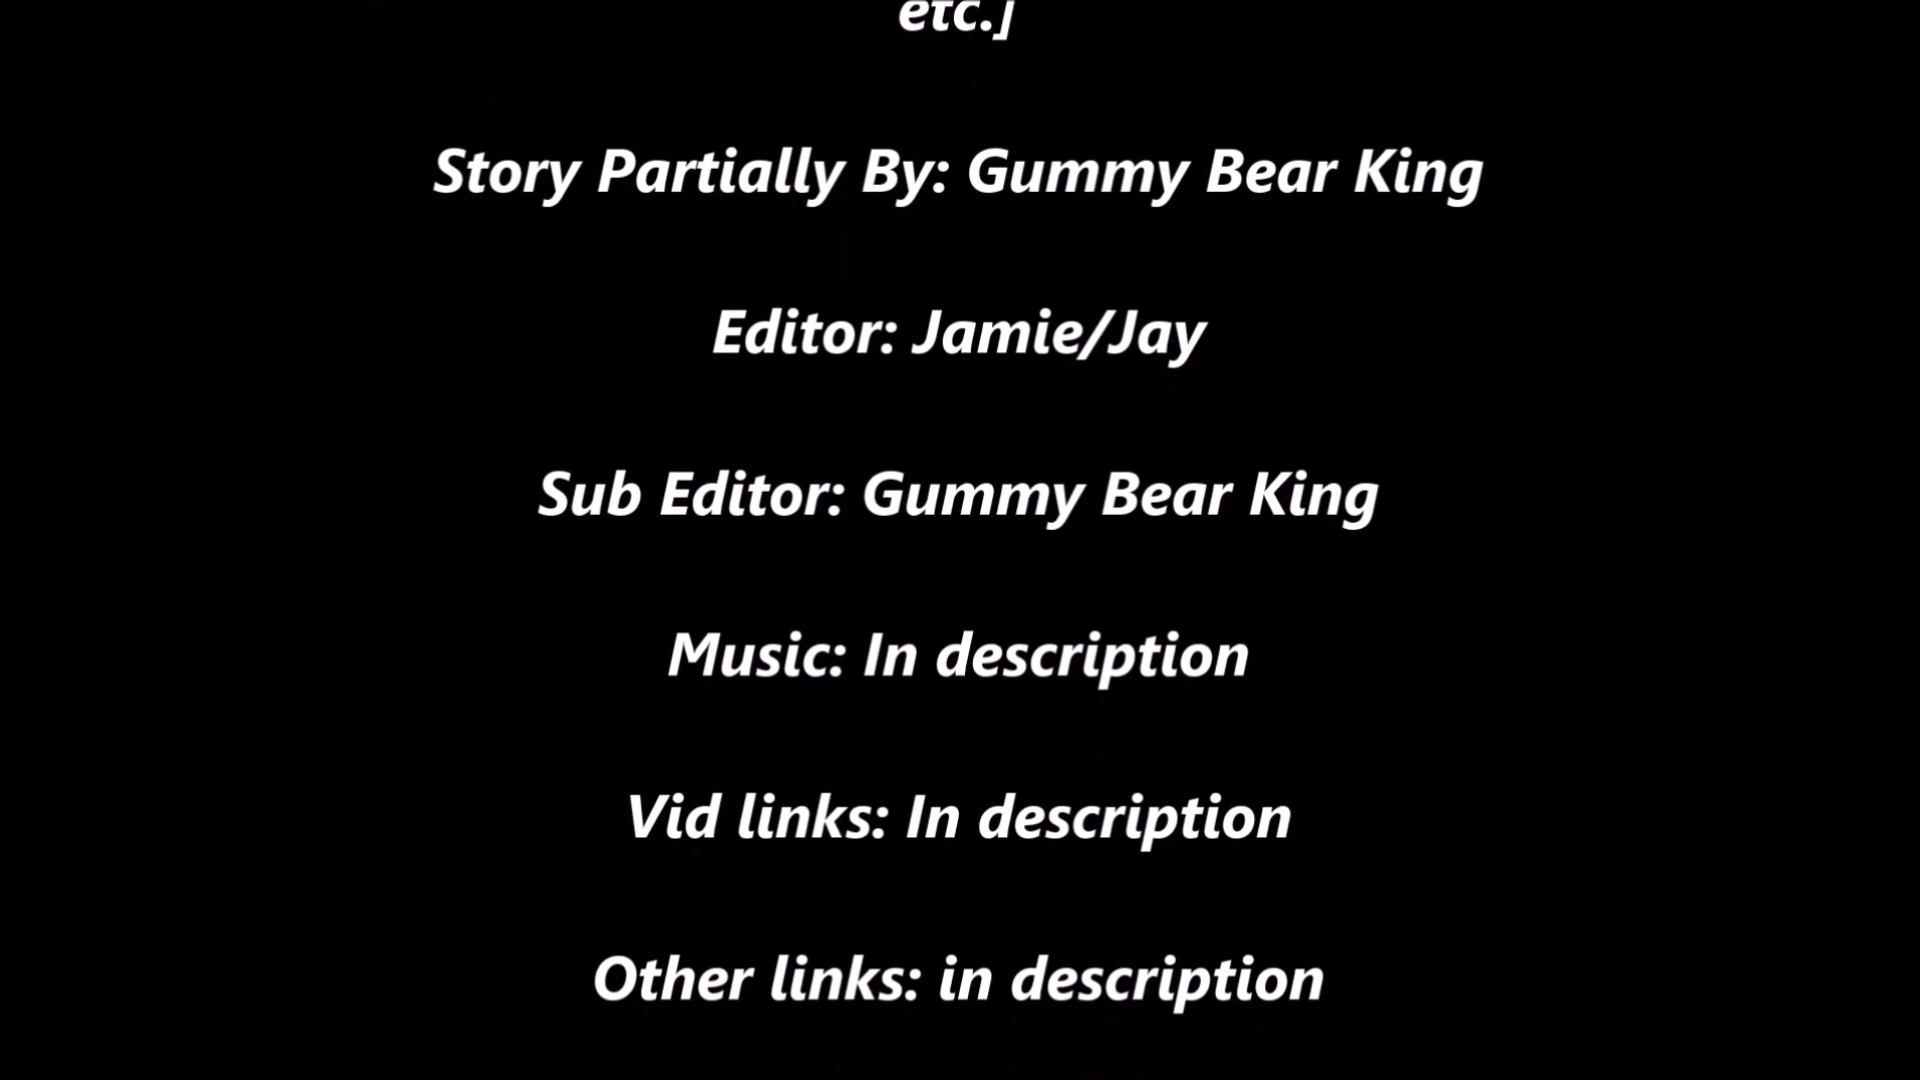 etc.]
Story Partially By: Gummy Bear King
Editor: Jamie/Jay
Sub Editor: Gummy Bear King
Music: In description
Vid links: In description
Other links: in description